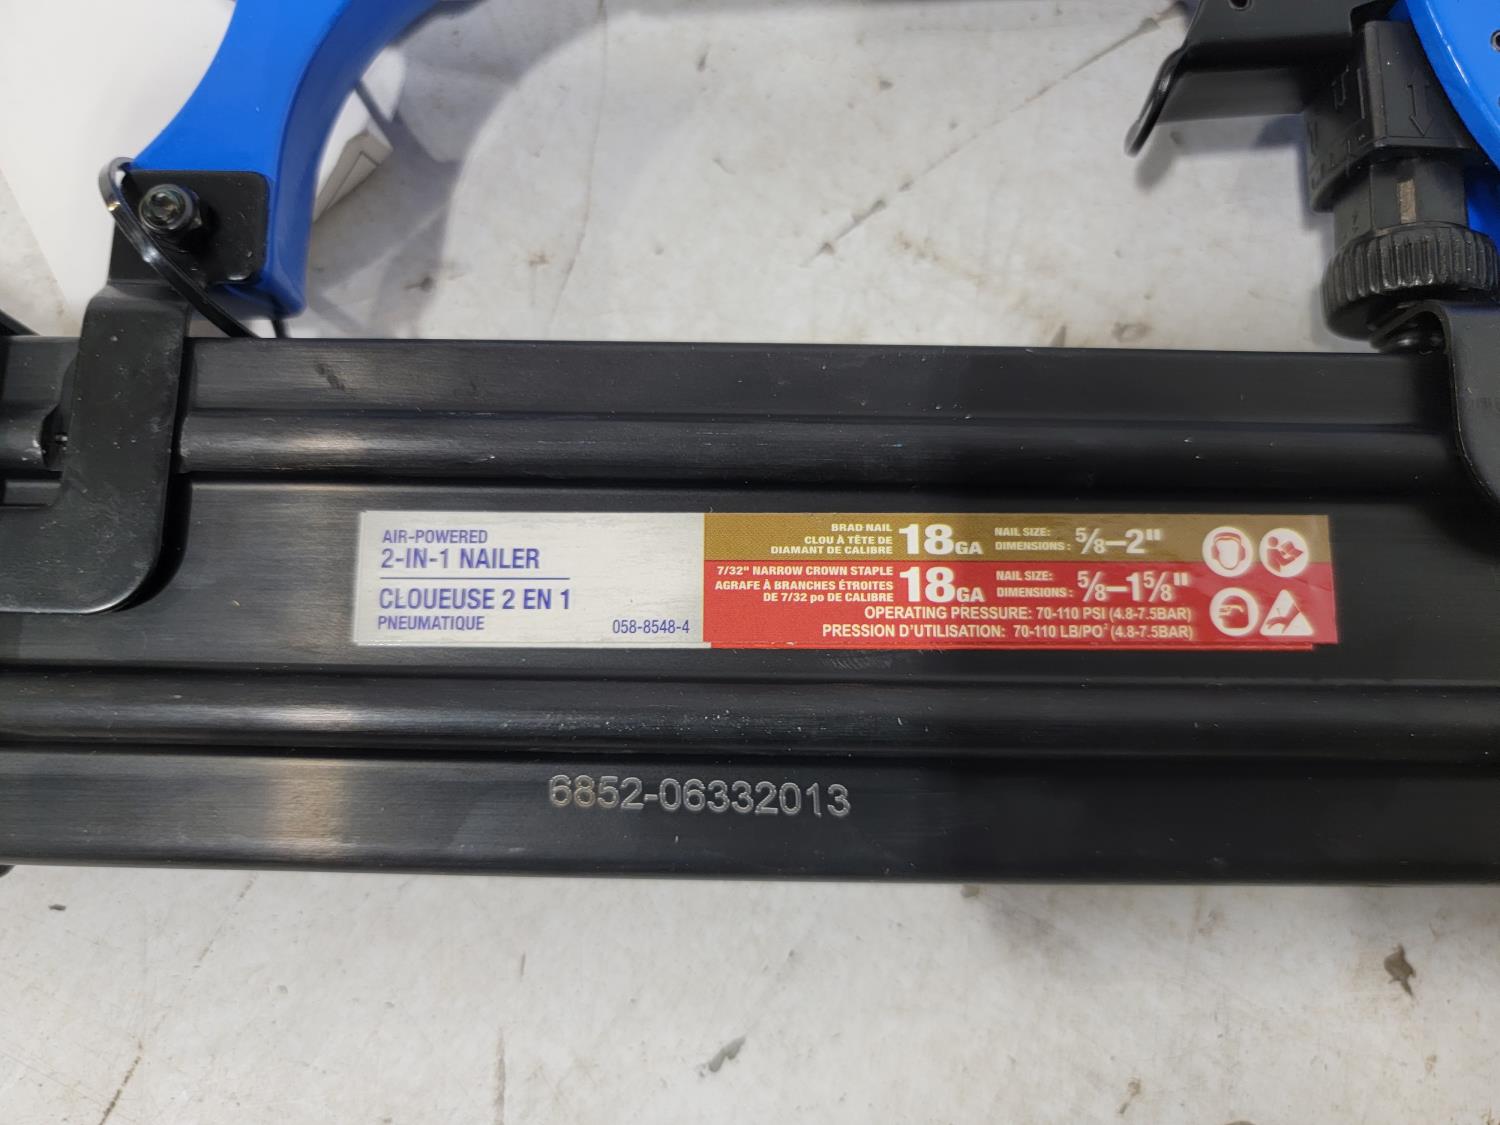 AIR-POWERED
2-IN-1 NAILER
CLOUEUSE 2 EN 1
PNEUMATIQUE
058-8548-4
BRAD NAIL
CLOU À TÊTE DE
DIAMANT DE CALIBRE
18GA
NAIL SIZE:
DIMENSIONS :
5/8–2"
7/32" NARROW CROWN STAPLE
AGRAFE À BRANCHES ÉTROITES
DE 7/32 po DE CALIBRE
18GA
NAIL SIZE:
DIMENSIONS :
5/8–1 5/8"
OPERATING PRESSURE: 70-110 PSI (4.8-7.5BAR)
PRESSION D'UTILISATION: 70-110 LB/PO² (4.8-7.5BAR)
6852-06332013